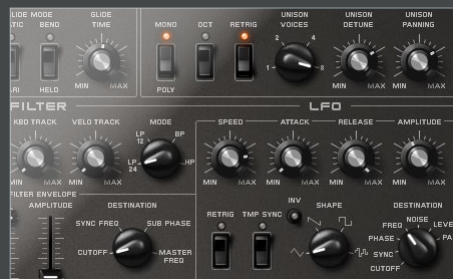 LIDE MODE
BEND
GLIDE
TIME
HELD
MIN MAX
MONO
OCT
RETRIG
POLY
UNISON
VOICES
1 2 4 8
UNISON
DETUNE
MIN MAX
UNISON
PANNING
MIN MAX
FILTER
LFO
KBD TRACK
VELO TRACK
MODE
LP
12
BP
LP
24
HP
MIN MAX
MIN MAX
SPEED
ATTACK
RELEASE
AMPLITUDE
MIN MAX
MIN MAX
MIN MAX
MIN MAX
FILTER ENVELOPE
AMPLITUDE
DESTINATION
SYNC FREQ
SUB PHASE
CUTOFF
MASTER
FREQ
RETRIG
TMP SYNC
INV
SHAPE
DESTINATION
FREQ
NOISE
LEVE
PHASE
PA
SYNC
CUTOFF